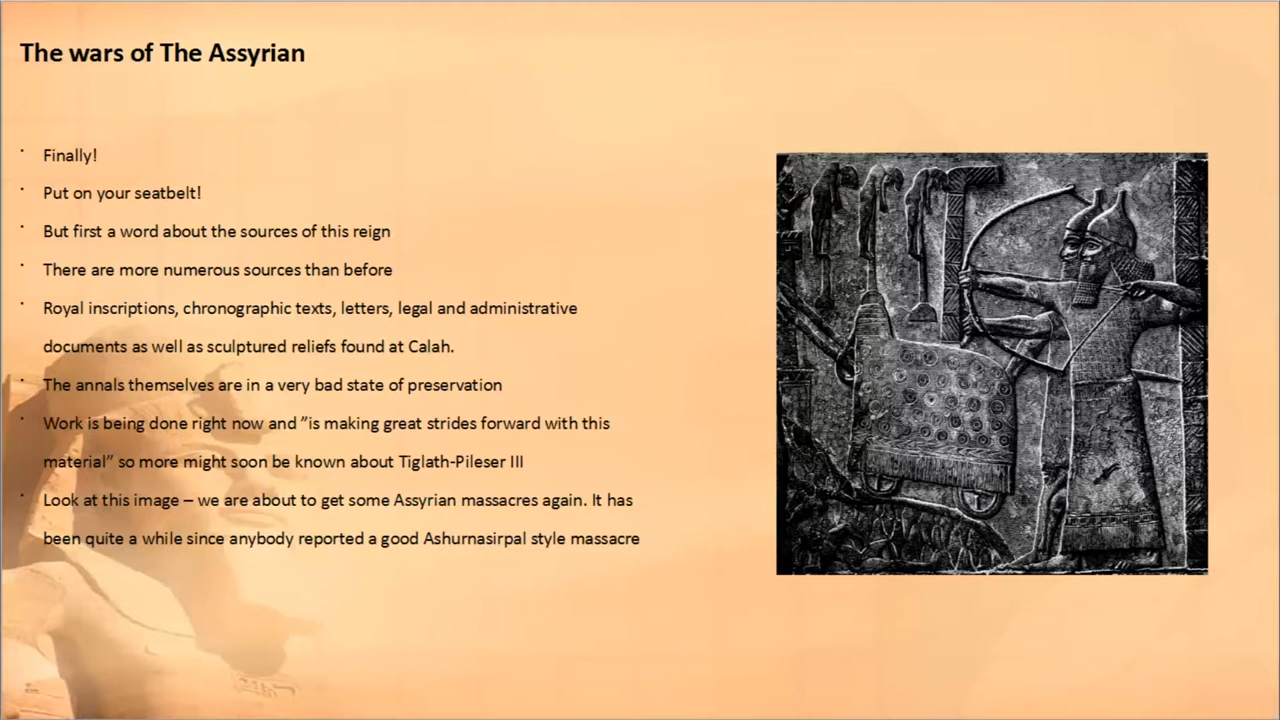 The wars of The Assyrian
· Finally!
· Put on your seatbelt!
· But first a word about the sources of this reign
· There are more numerous sources than before
· Royal inscriptions, chronographic texts, letters, legal and administrative
documents as well as sculptured reliefs found at Calah.
· The annals themselves are in a very bad state of preservation
· Work is being done right now and ”is making great strides forward with this
material” so more might soon be known about Tiglath-Pileser III
· Look at this image – we are about to get some Assyrian massacres again. It has
been quite a while since anybody reported a good Ashurnasirpal style massacre